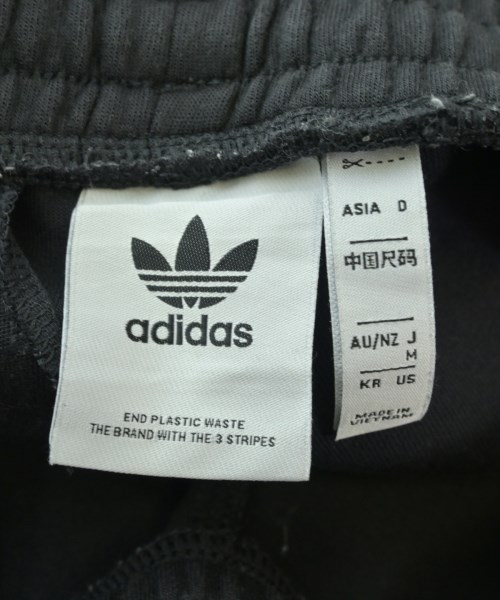 adidas
END PLASTIC WASTE
THE BRAND WITH THE 3 STRIPES
ASIA D
中国尺码
AU/NZ J
M
KR US
MADE IN
VIETNAM